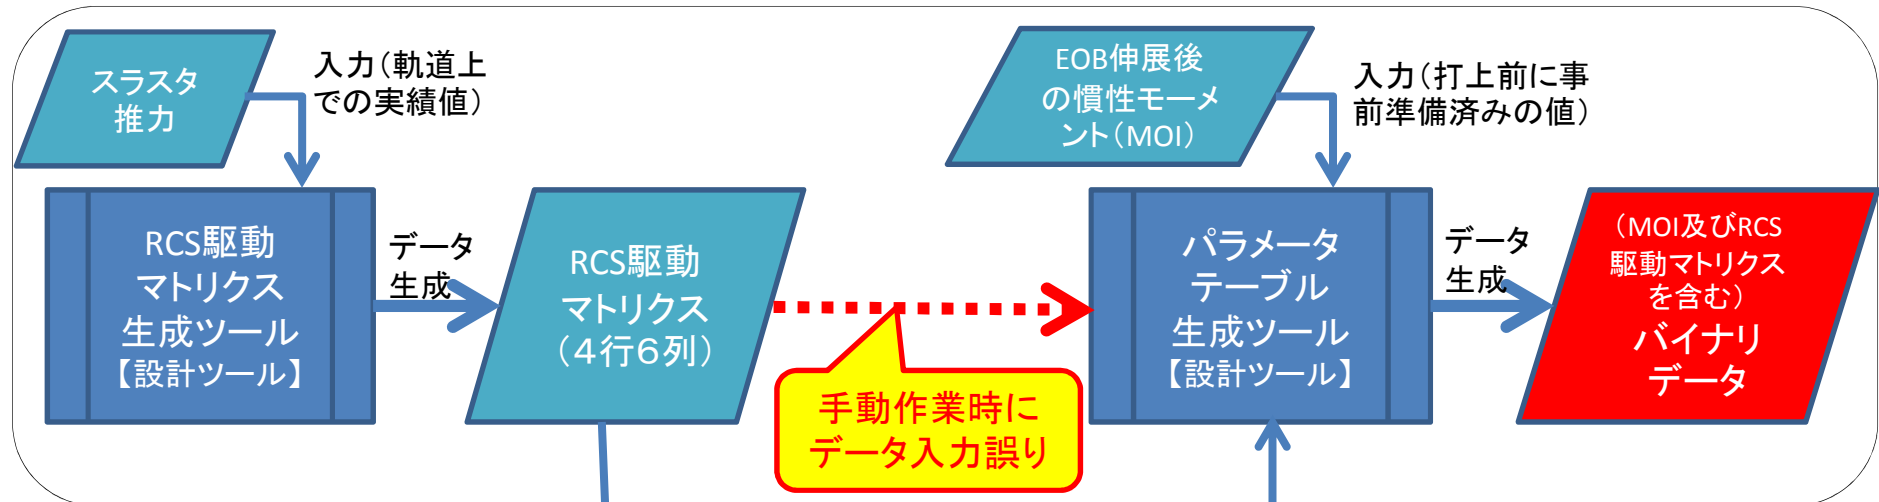 スラスタ
推力
入力（軌道上
での実績値）
EOB伸展後
の慣性モーメ
ント（MOI）
入力（打上前に事
前準備済みの値）
RCS駆動
マトリクス
生成ツール
【設計ツール】
データ
生成
RCS駆動
マトリクス
（４行６列）
手動作業時に
データ入力誤り
パラメータ
テーブル
生成ツール
【設計ツール】
データ
生成
（MOI及びRCS
駆動マトリクス
を含む）
バイナリ
データ